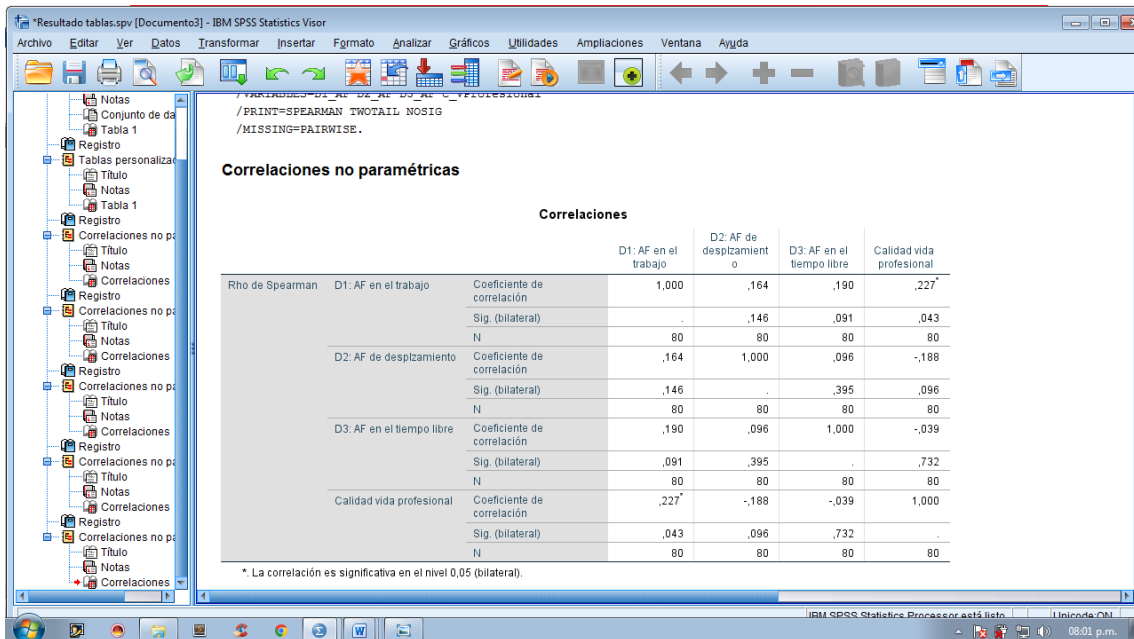 *Resultado tablas.spv [Documento3] - IBM SPSS Statistics Visor
Archivo Editar Ver Datos Transformar Insertar Formato Analizar Gráficos Utilidades Ampliaciones Ventana Ayuda
Notas
Conjunto de da
Tabla 1
Registro
Tablas personaliza
Título
Notas
Tabla 1
Registro
Correlaciones no pa
Título
Notas
Correlaciones
Registro
Correlaciones no pa
Título
Notas
Correlaciones
Registro
Correlaciones no pa
Título
Notas
Correlaciones
Registro
Correlaciones no pa
Título
Notas
Correlaciones
Registro
Correlaciones no pa
Título
Notas
Correlaciones
/VARIABLES=D1_AF D2_AF D3_AF C_VProfesional
/PRINT=SPEARMAN TWOTAIL NOSIG
/MISSING=PAIRWISE.
Correlaciones no paramétricas
Correlaciones
D1: AF en el trabajo D2: AF de desplzamiento D3: AF en el tiempo libre Calidad vida profesional
Rho de Spearman D1: AF en el trabajo Coeficiente de correlación 1,000 ,164 ,190 ,227*
Sig. (bilateral) . ,146 ,091 ,043
N 80 80 80 80
D2: AF de desplzamiento Coeficiente de correlación ,164 1,000 ,096 -,188
Sig. (bilateral) ,146 . ,395 ,096
N 80 80 80 80
D3: AF en el tiempo libre Coeficiente de correlación ,190 ,096 1,000 -,039
Sig. (bilateral) ,091 ,395 . ,732
N 80 80 80 80
Calidad vida profesional Coeficiente de correlación ,227* -,188 -,039 1,000
Sig. (bilateral) ,043 ,096 ,732 .
N 80 80 80 80
*. La correlación es significativa en el nivel 0,05 (bilateral).
IBM SPSS Statistics Processor está listo Unicode:ON
08:01 p.m.